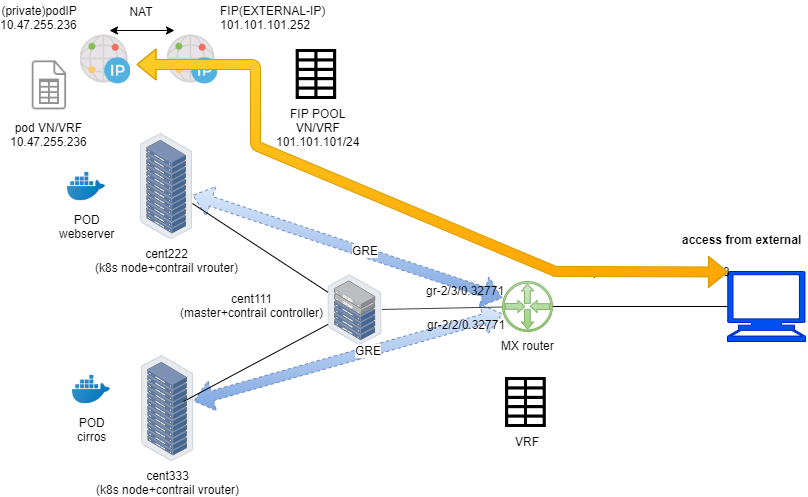 (private)podIP
10.47.255.236
NAT
FIP(EXTERNAL-IP)
101.101.101.252
IP
IP
pod VN/VRF
10.47.255.236
FIP POOL
VN/VRF
101.101.101/24
POD
webserver
cent222
(k8s node+contrail vrouter)
GRE
access from external
cent111
(master+contrail controller)
gr-2/3/0.32771
gr-2/2/0.32771
MX router
GRE
POD
cirros
VRF
cent333
(k8s node+contrail vrouter)